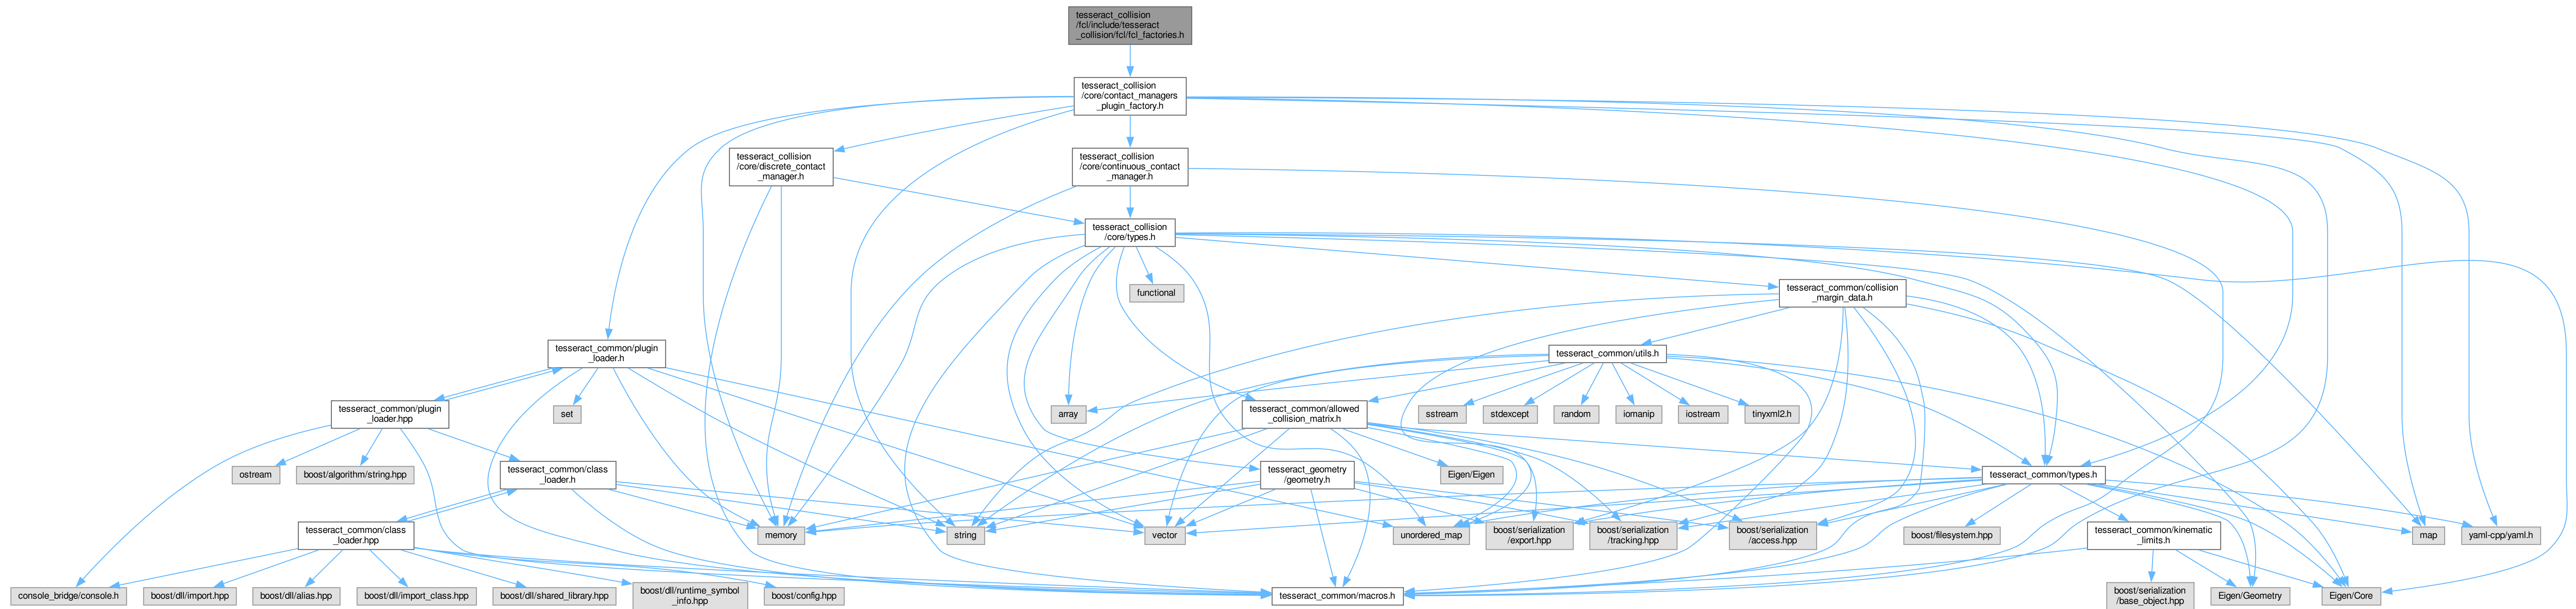 tesseract_collision
/fcl/include/tesseract
_collision/fcl/fcl_factories.h
tesseract_collision
/core/contact_managers
_plugin_factory.h
tesseract_collision
/core/discrete_contact
_manager.h
tesseract_collision
/core/continuous_contact
_manager.h
tesseract_collision
/core/types.h
functional
tesseract_common/collision
_margin_data.h
tesseract_common/plugin
_loader.h
tesseract_common/utils.h
tesseract_common/plugin
_loader.hpp
set
array
tesseract_common/allowed
_collision_matrix.h
sstream
stdexcept
random
iomanip
iostream
tinyxml2.h
ostream
boost/algorithm/string.hpp
tesseract_common/class
_loader.h
tesseract_geometry
/geometry.h
Eigen/Eigen
tesseract_common/types.h
tesseract_common/class
_loader.hpp
memory
string
vector
unordered_map
boost/serialization
/export.hpp
boost/serialization
/tracking.hpp
boost/serialization
/access.hpp
boost/filesystem.hpp
tesseract_common/kinematic
_limits.h
map
yaml-cpp/yaml.h
console_bridge/console.h
boost/dll/import.hpp
boost/dll/alias.hpp
boost/dll/import_class.hpp
boost/dll/shared_library.hpp
boost/dll/runtime_symbol
_info.hpp
boost/config.hpp
tesseract_common/macros.h
boost/serialization
/base_object.hpp
Eigen/Geometry
Eigen/Core